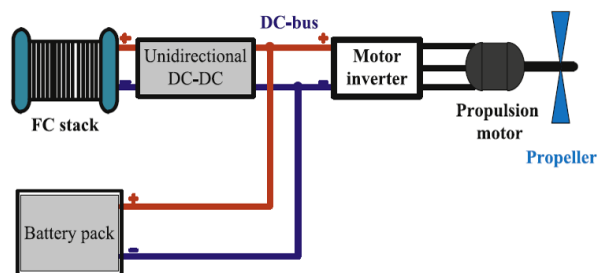 DC-bus
+
+
Unidirectional
DC-DC
-
-
Motor
inverter
FC stack
Propulsion
motor
Propeller
+
Battery pack
-